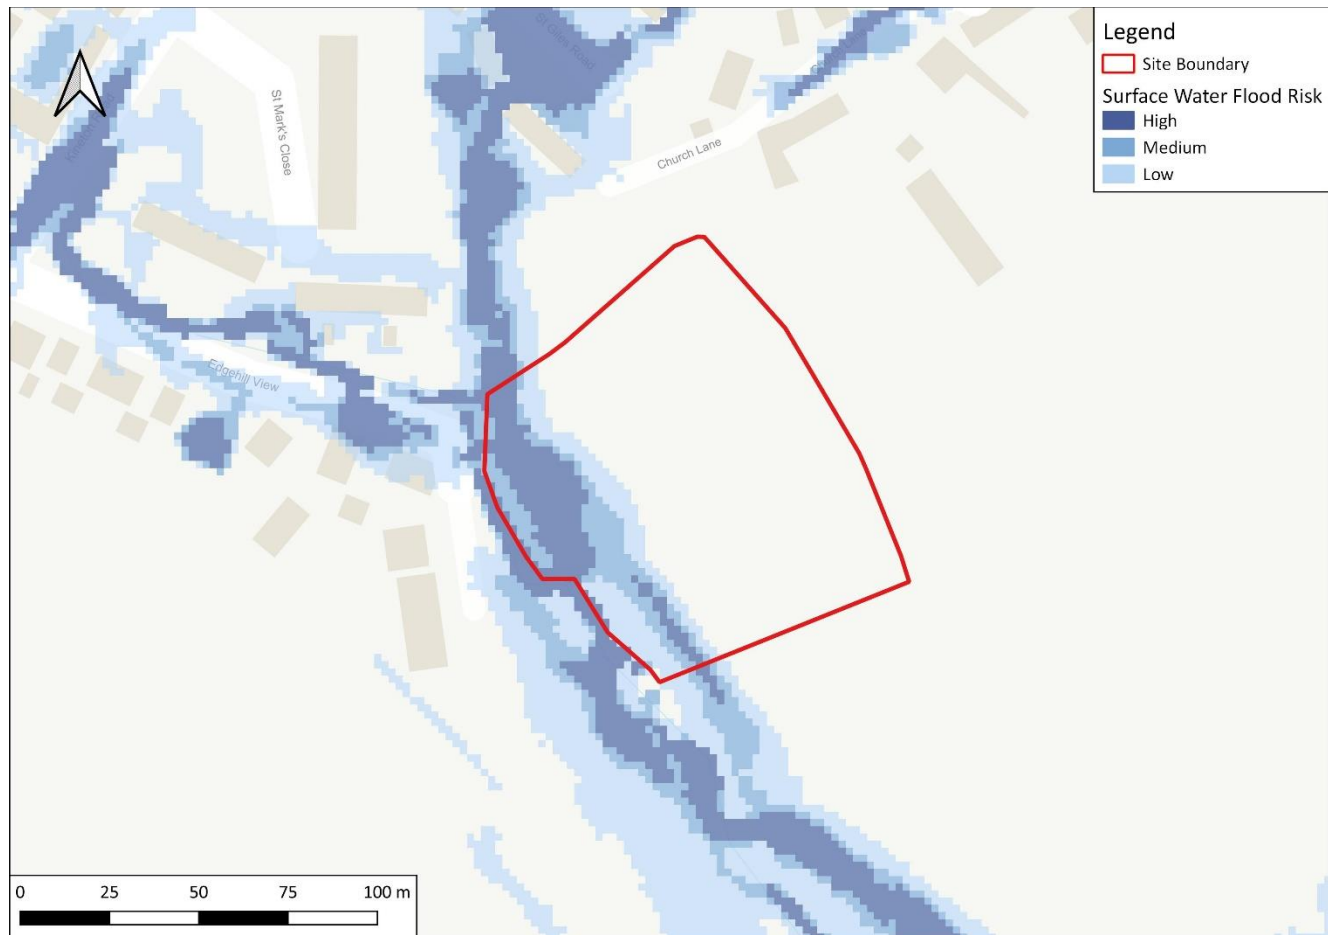 Legend
Site Boundary
Surface Water Flood Risk
High
Medium
Low
St Mark's Close
Church Lane
Edgehill View
0 25 50 75 100 m